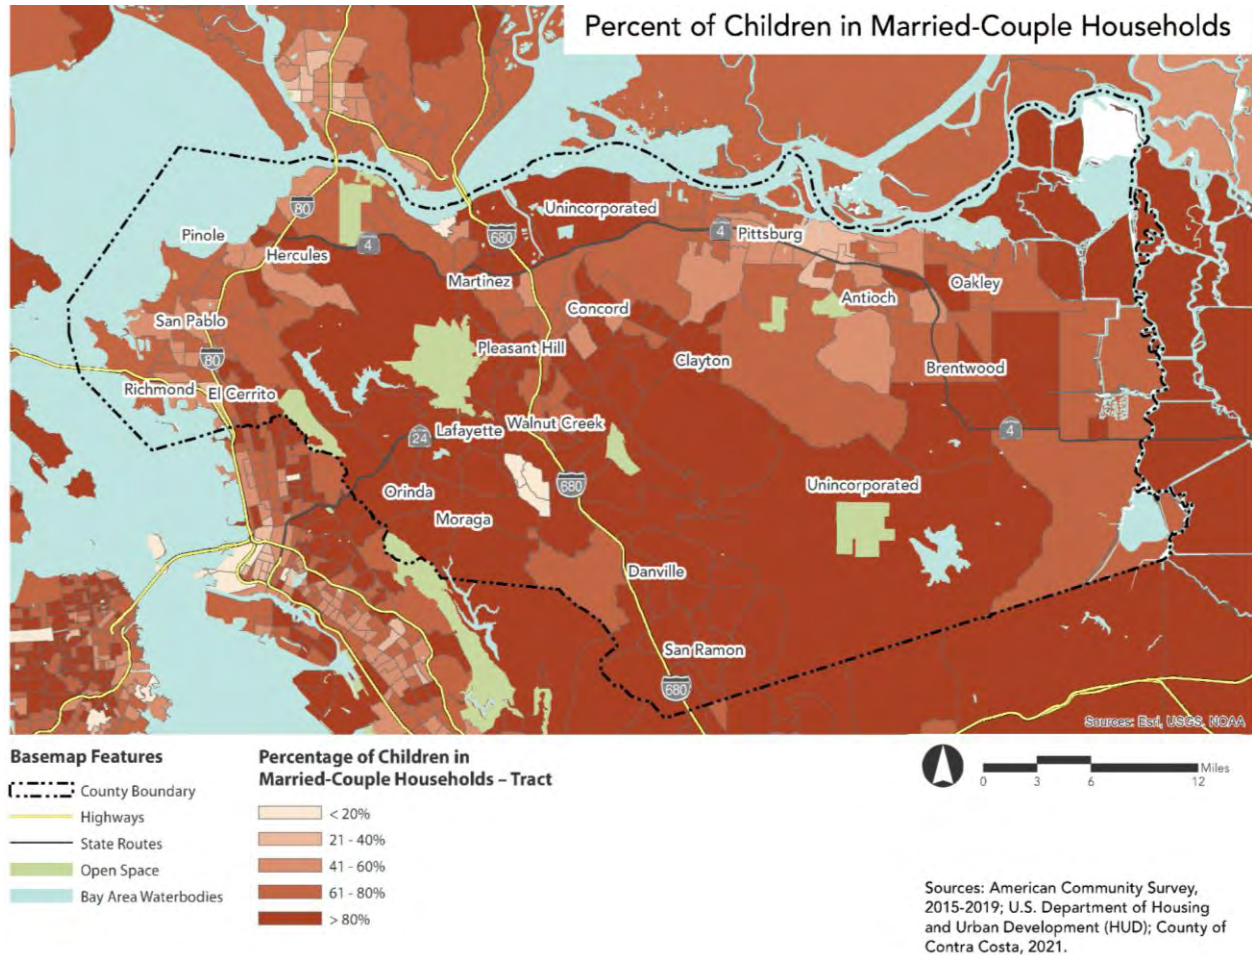 Percent of Children in Married-Couple Households
80
Unincorporated
4
Pinole
680
4
Pittsburg
Hercules
Martinez
Oakley
Antioch
Concord
San Pablo
Pleasant Hill
80
Clayton
Brentwood
Richmond
El Cerrito
Lafayette
Walnut Creek
24
4
Orinda
680
Unincorporated
Moraga
Danville
San Ramon
680
Sources: Esri, USGS, NOAA
Basemap Features
County Boundary
Highways
State Routes
Open Space
Bay Area Waterbodies
Percentage of Children in
Married-Couple Households – Tract
< 20%
21 - 40%
41 - 60%
61 - 80%
> 80%
Miles
0 3 6 12
Sources: American Community Survey,
2015-2019; U.S. Department of Housing
and Urban Development (HUD); County of
Contra Costa, 2021.